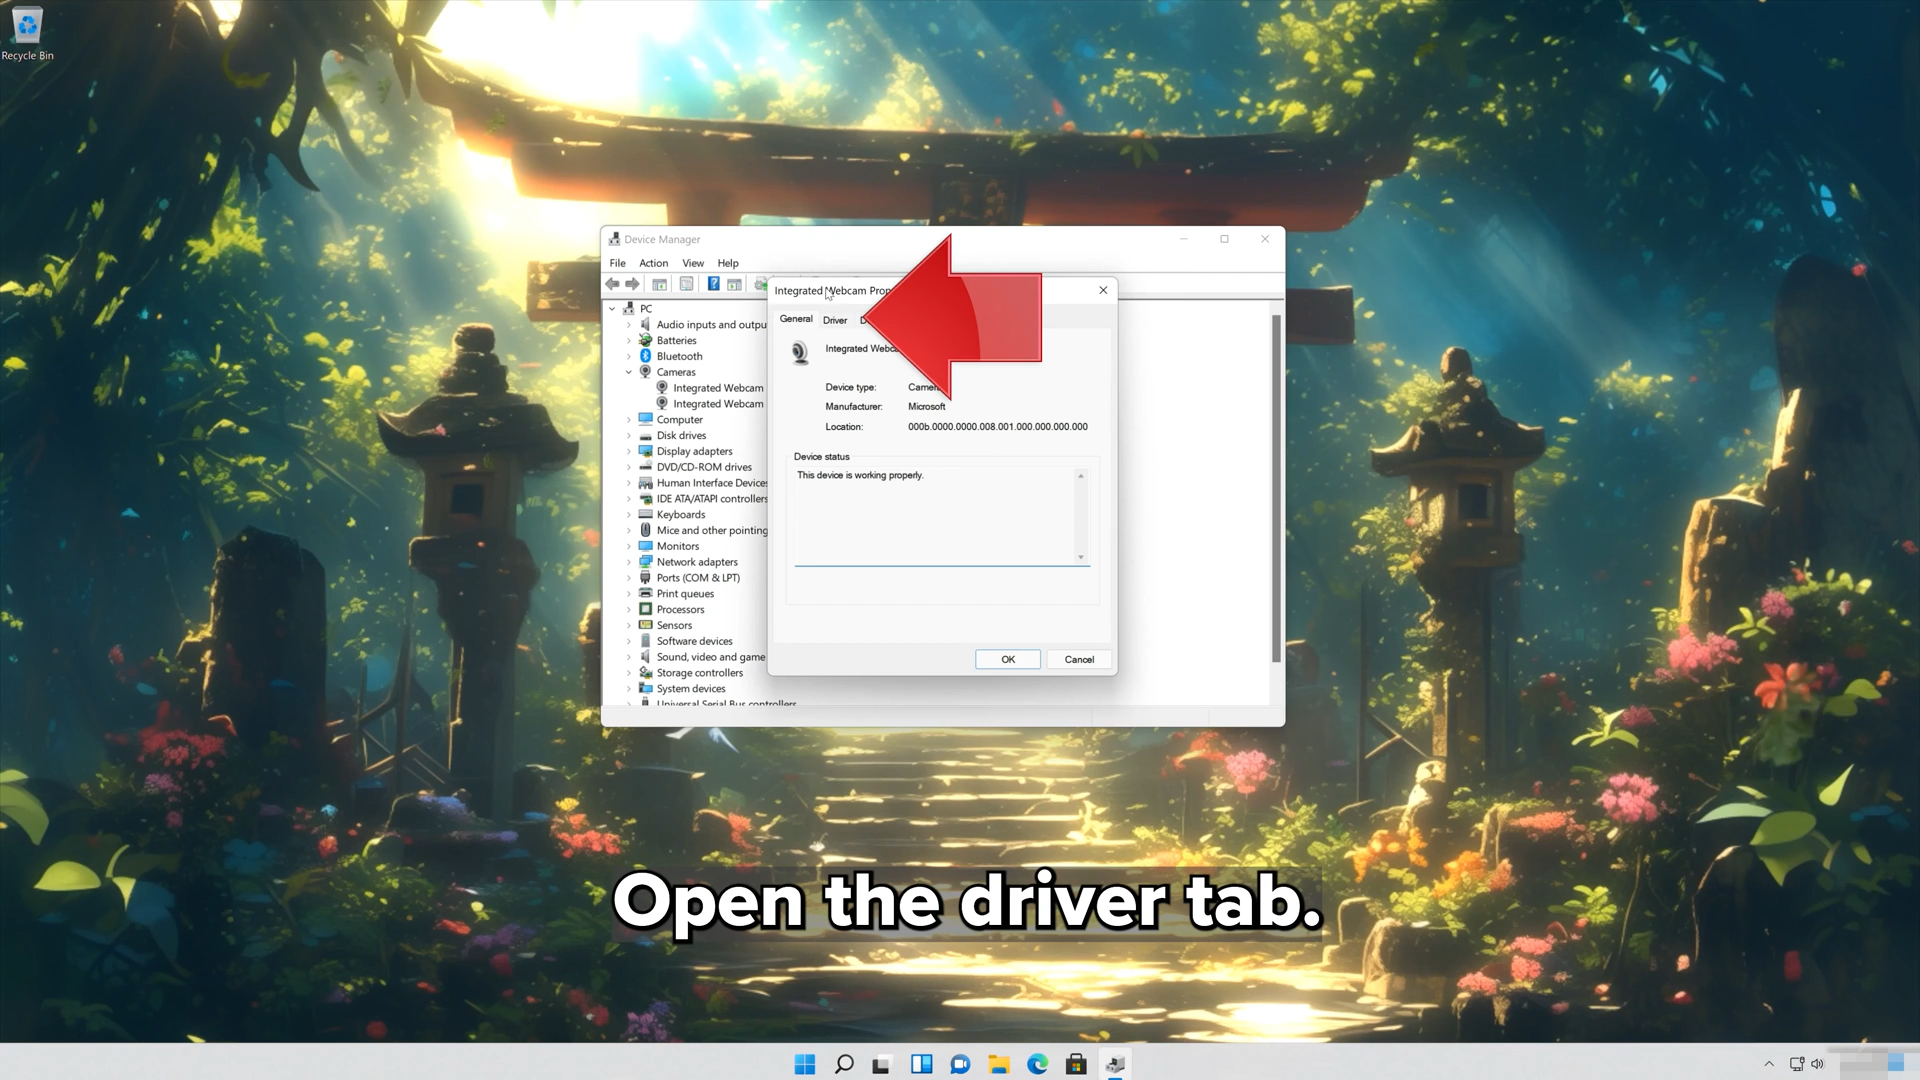 Recycle Bin
Device Manager
File Action View Help
Integrated Webcam
General Driver
PC
Audio inputs and
Batteries
Bluetooth
Cameras
Integrated Webcam
Integrated Webcam
Computer
Disk drives
Display adapters
DVD/CD-ROM drives
Human Interface Devices
IDE ATA/ATAPI controllers
Keyboards
Mice and other pointing
Monitors
Network adapters
Ports (COM & LPT)
Print queues
Processors
Sensors
Software devices
Sound, video and game
Storage controllers
System devices
Universal Serial Bus controllers
Integrated
Device type:
Manufacturer: Microsoft
Location: 000b.0000.0000.008.001.000.000.000.000
Device status
This device is working properly.
OK Cancel
Open the driver tab.